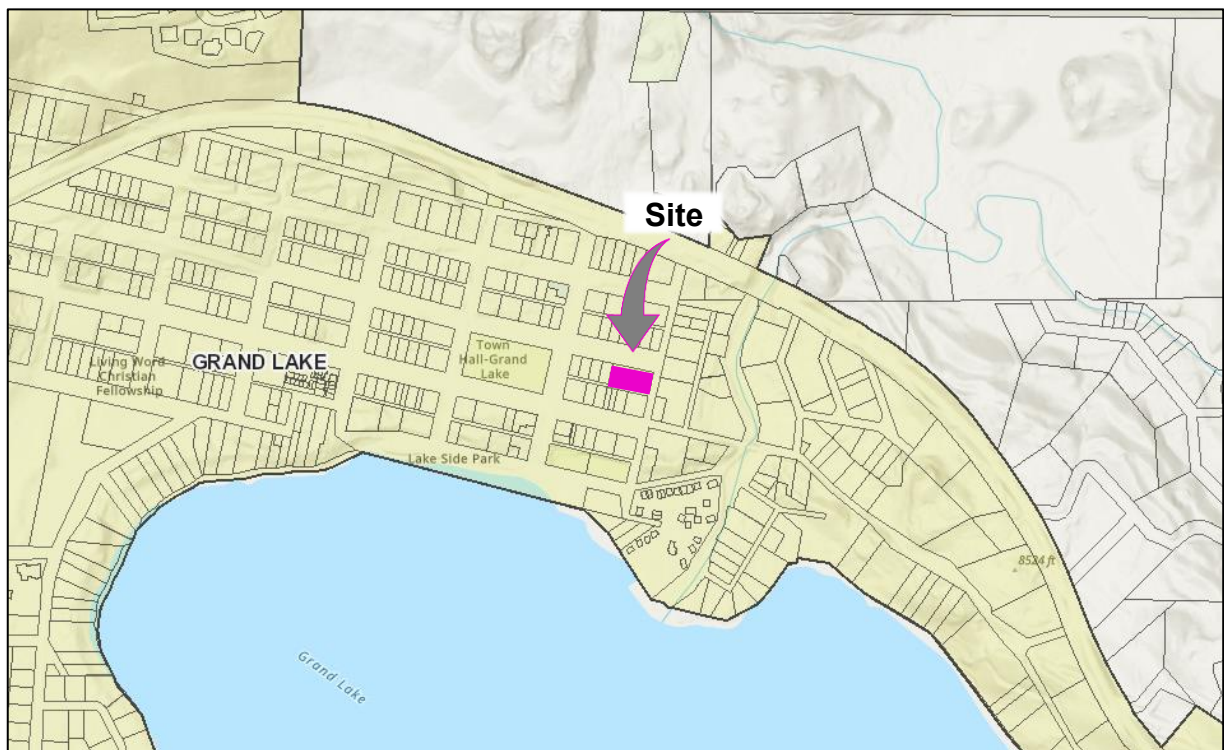 Site
Town
Hall-Grand
Lake
Living Word
Christian
Fellowship
GRAND LAKE
Lake Side Park
8524 ft
Grand Lake